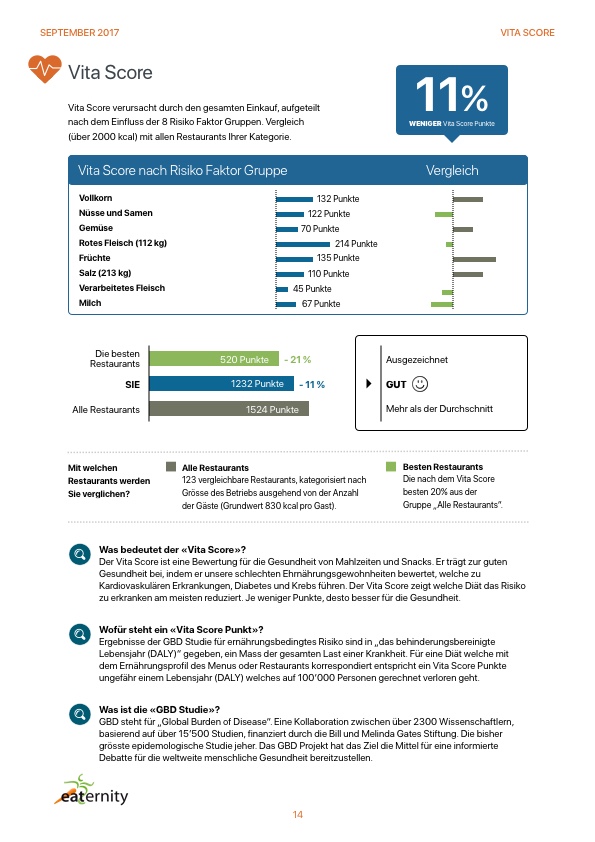 SEPTEMBER 2017
VITA SCORE
Vita Score
Vita Score verursacht durch den gesamten Einkauf, aufgeteilt
nach dem Einfluss der 8 Risiko Faktor Gruppen. Vergleich
(über 2000 kcal) mit allen Restaurants Ihrer Kategorie.
11%
WENIGER Vita Score Punkte
Vita Score nach Risiko Faktor Gruppe Vergleich
Vollkorn 132 Punkte
Nüsse und Samen 122 Punkte
Gemüse 70 Punkte
Rotes Fleisch (112 kg) 214 Punkte
Früchte 135 Punkte
Salz (213 kg) 110 Punkte
Verarbeitetes Fleisch 45 Punkte
Milch 67 Punkte
Die besten
Restaurants
520 Punkte - 21 %
SIE 1232 Punkte - 11 %
Alle Restaurants 1524 Punkte
Ausgezeichnet
GUT
Mehr als der Durchschnitt
Mit welchen
Restaurants werden
Sie verglichen?
Alle Restaurants
123 vergleichbare Restaurants, kategorisiert nach
Grösse des Betriebs ausgehend von der Anzahl
der Gäste (Grundwert 830 kcal pro Gast).
Besten Restaurants
Die nach dem Vita Score
besten 20% aus der
Gruppe „Alle Restaurants".
Was bedeutet der «Vita Score»?
Der Vita Score ist eine Bewertung für die Gesundheit von Mahlzeiten und Snacks. Er trägt zur guten
Gesundheit bei, indem er unsere schlechten Ehrnährungsgewohnheiten bewertet, welche zu
Kardiovaskulären Erkrankungen, Diabetes und Krebs führen. Der Vita Score zeigt welche Diät das Risiko
zu erkranken am meisten reduziert. Je weniger Punkte, desto besser für die Gesundheit.
Wofür steht ein «Vita Score Punkt»?
Ergebnisse der GBD Studie für ernährungsbedingtes Risiko sind in „das behinderungsbereinigte
Lebensjahr (DALY)" gegeben, ein Mass der gesamten Last einer Krankheit. Für eine Diät welche mit
dem Ernährungsprofil des Menus oder Restaurants korrespondiert entspricht ein Vita Score Punkte
ungefähr einem Lebensjahr (DALY) welches auf 100'000 Personen gerechnet verloren geht.
Was ist die «GBD Studie»?
GBD steht für „Global Burden of Disease". Eine Kollaboration zwischen über 2300 Wissenschaftlern,
basierend auf über 15'500 Studien, finanziert durch die Bill und Melinda Gates Stiftung. Die bisher
grösste epidemologische Studie jeher. Das GBD Projekt hat das Ziel die Mittel für eine informierte
Debatte für die weltweite menschliche Gesundheit bereitzustellen.
eaternity
14